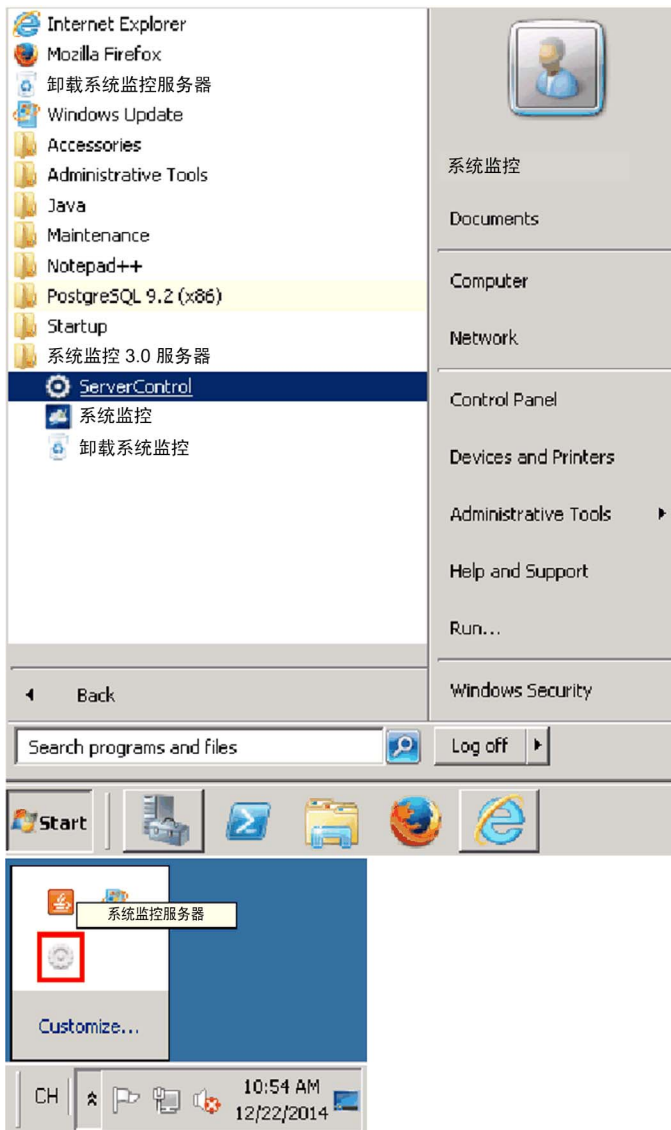 Internet Explorer
Mozilla Firefox
卸载系统监控服务器
Windows Update
Accessories
Administrative Tools
Java
Maintenance
Notepad++
PostgreSQL 9.2 (x86)
Startup
系统监控 3.0 服务器
ServerControl
系统监控
卸载系统监控
Back
Search programs and files
系统监控
Documents
Computer
Network
Control Panel
Devices and Printers
Administrative Tools
Help and Support
Run...
Windows Security
Log off
Start
系统监控服务器
Customize...
CH
10:54 AM
12/22/2014